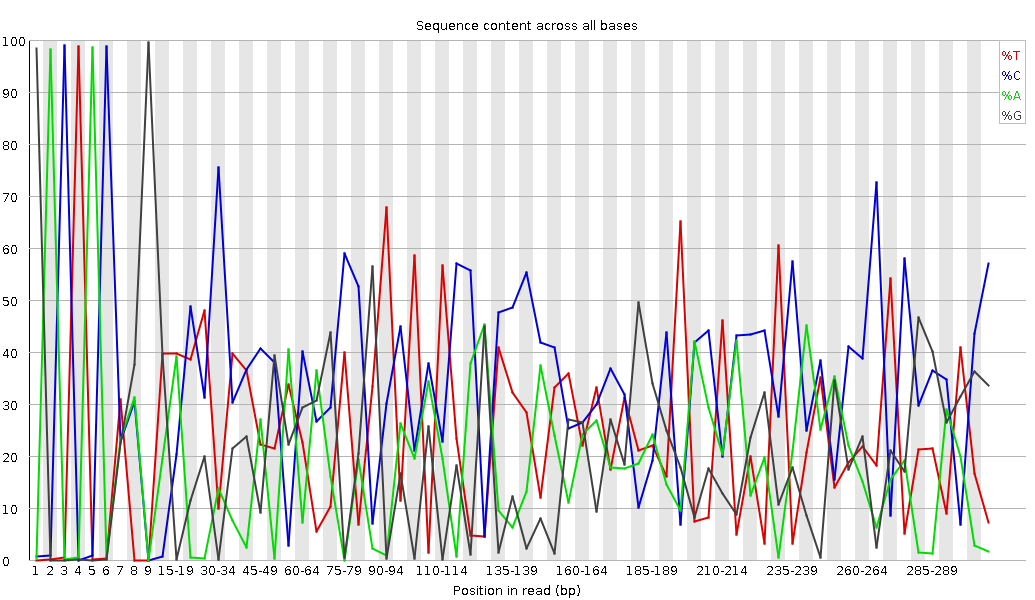 Sequence content across all bases
100
90
80
70
60
50
40
30
20
10
0
%T
%C
%A
%G
1 2 3 4 5 6 7 8 9 15-19 30-34 45-49 60-64 75-79 90-94 110-114 135-139 160-164 185-189 210-214 235-239 260-264 285-289
Position in read (bp)